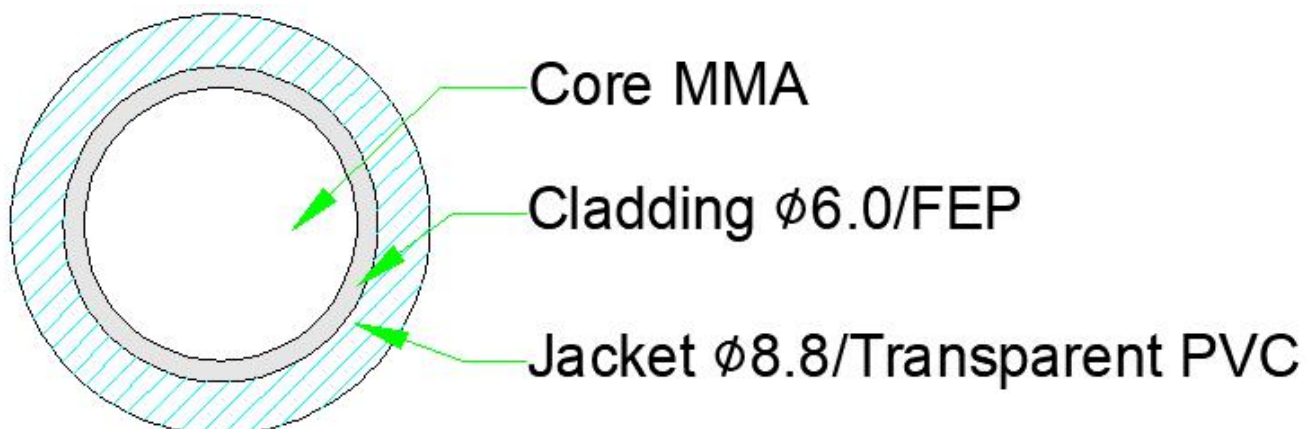 Core MMA
Cladding ϕ6.0/FEP
Jacket ϕ8.8/Transparent PVC